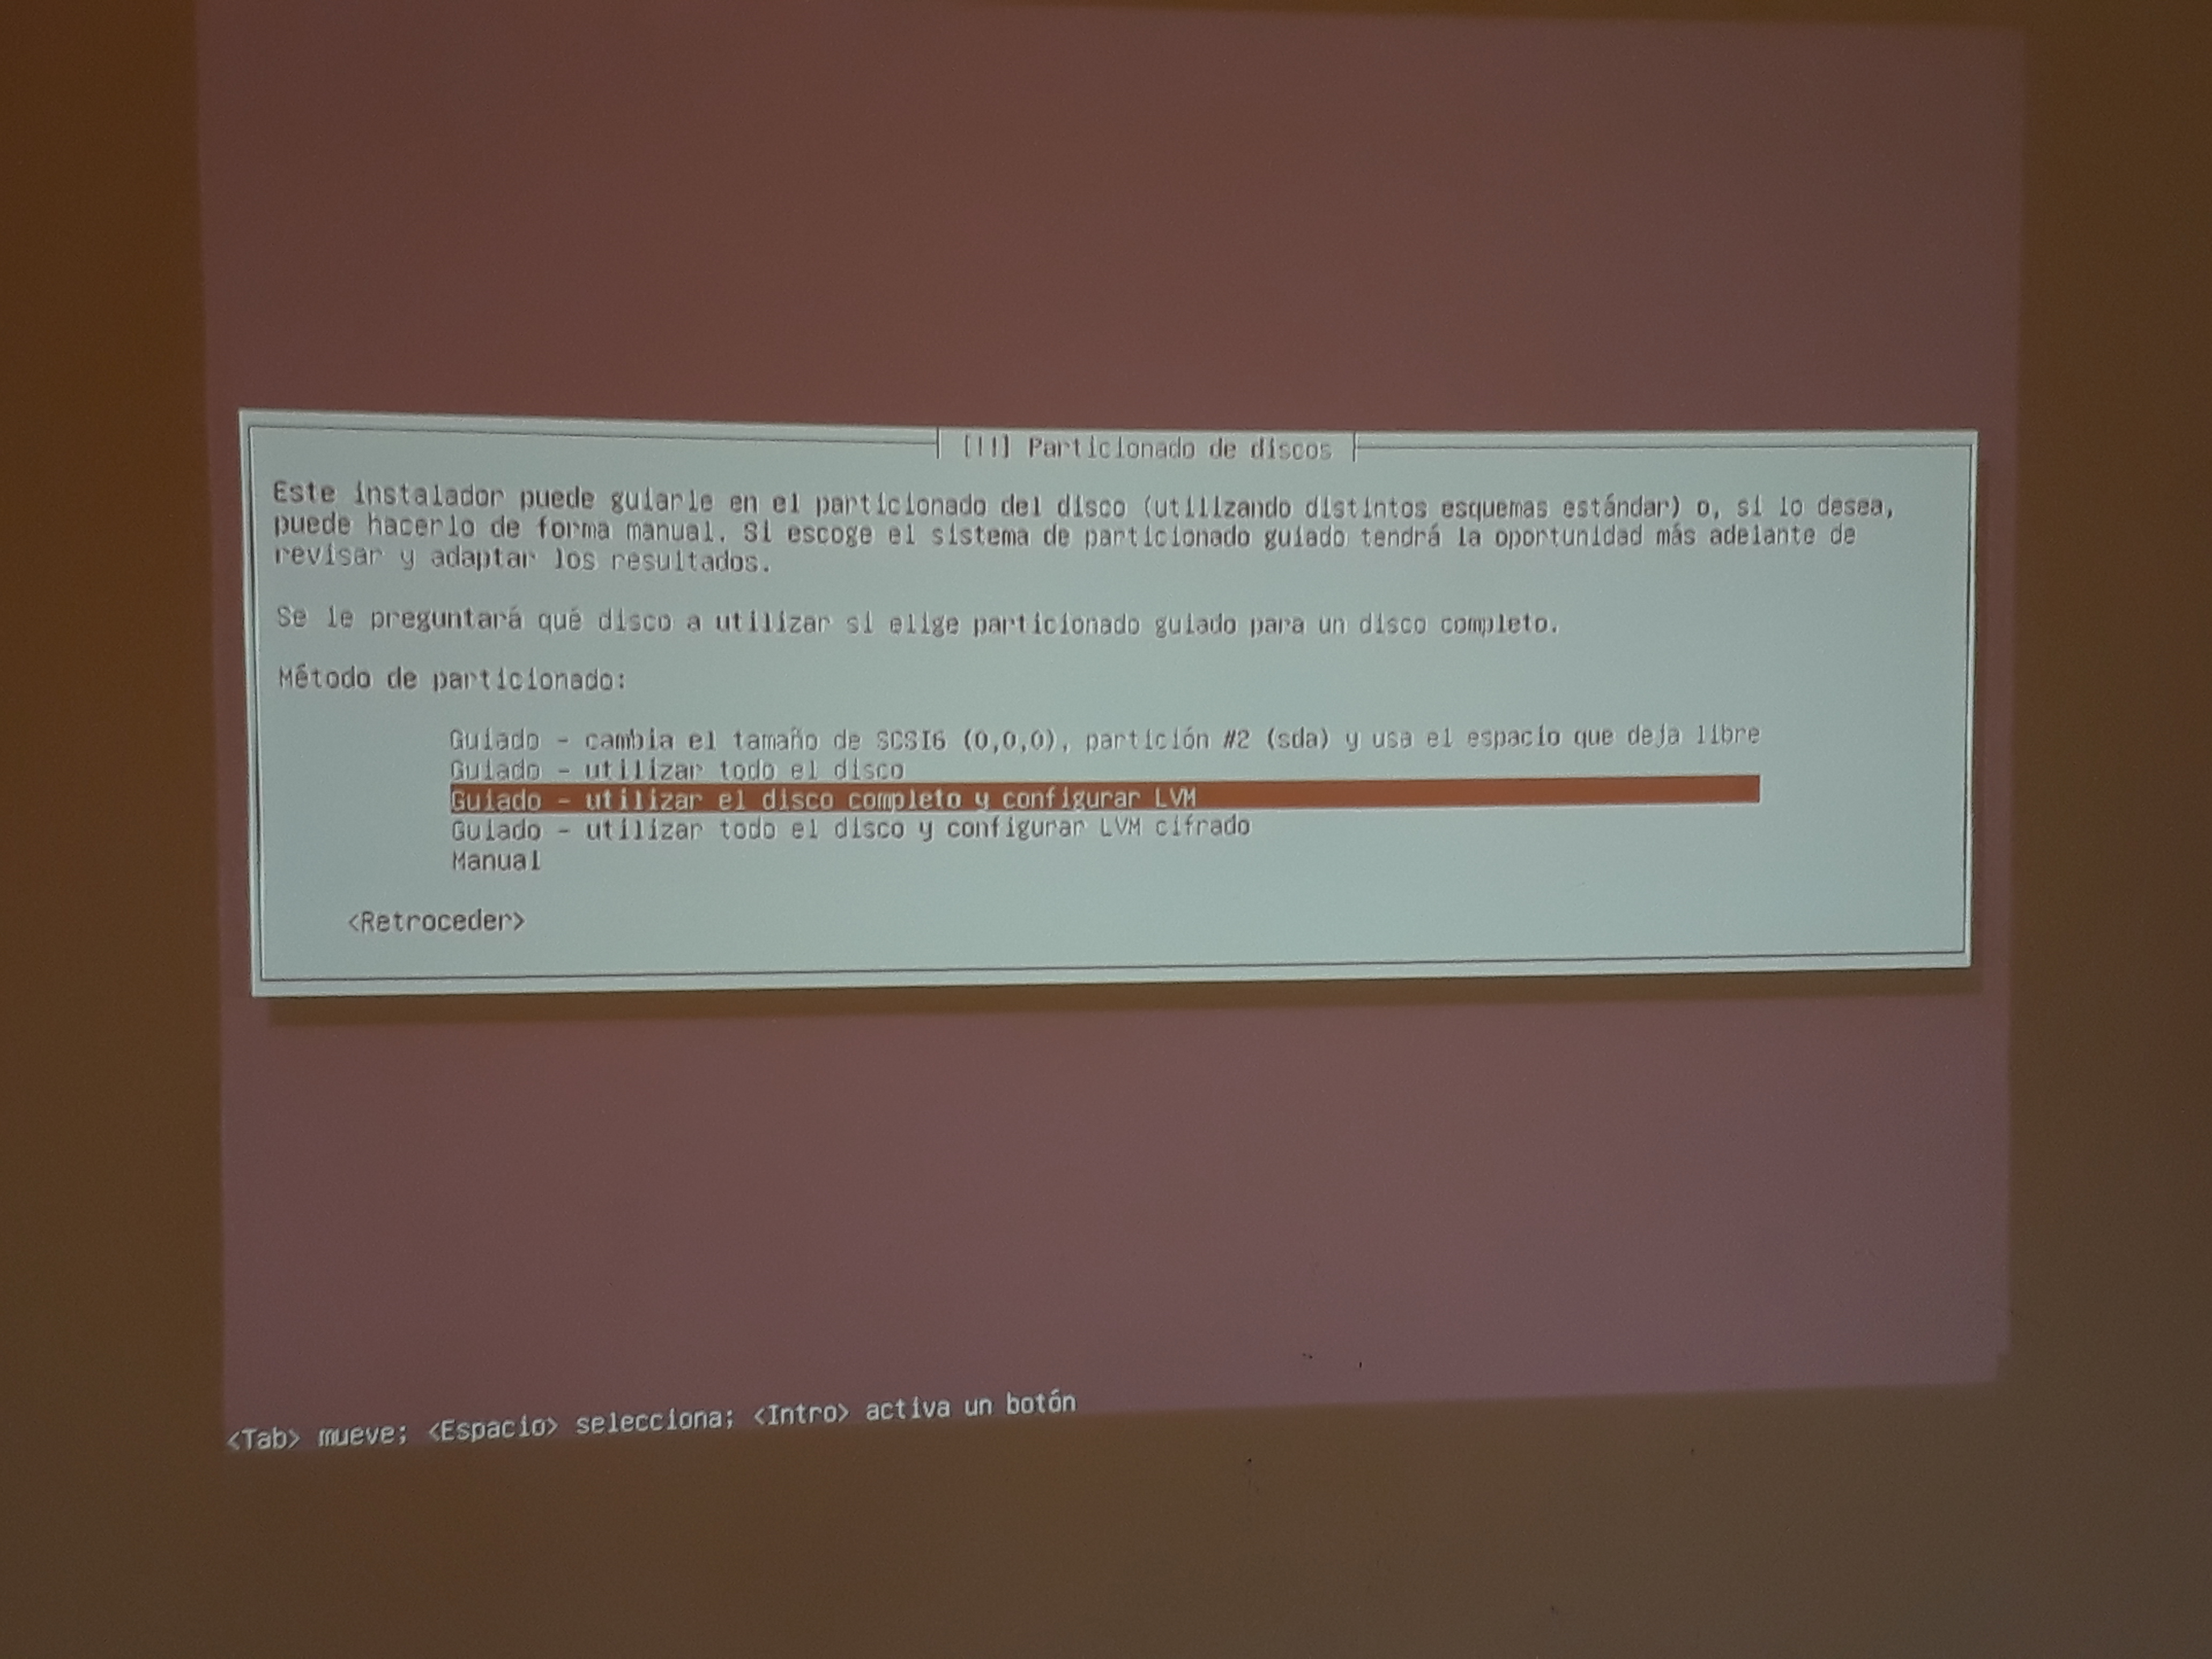 [!!] Particionado de discos
Este instalador puede guiarle en el particionado del disco (utilizando distintos esquemas estándar) o, si lo desea,
puede hacerlo de forma manual. Si escoge el sistema de particionado guiado tendrá la oportunidad más adelante de
revisar y adaptar los resultados.
Se le preguntará qué disco a utilizar si elige particionado guiado para un disco completo.
Método de particionado:
Guiado - cambia el tamaño de SCSI6 (0,0,0), partición #2 (sda) y usa el espacio que deja libre
Guiado - utilizar todo el disco
Guiado - utilizar el disco completo y configurar LVM
Guiado - utilizar todo el disco y configurar LVM cifrado
Manual
<Retroceder>
<Tab> mueve; <Espacio> selecciona; <Intro> activa un botón